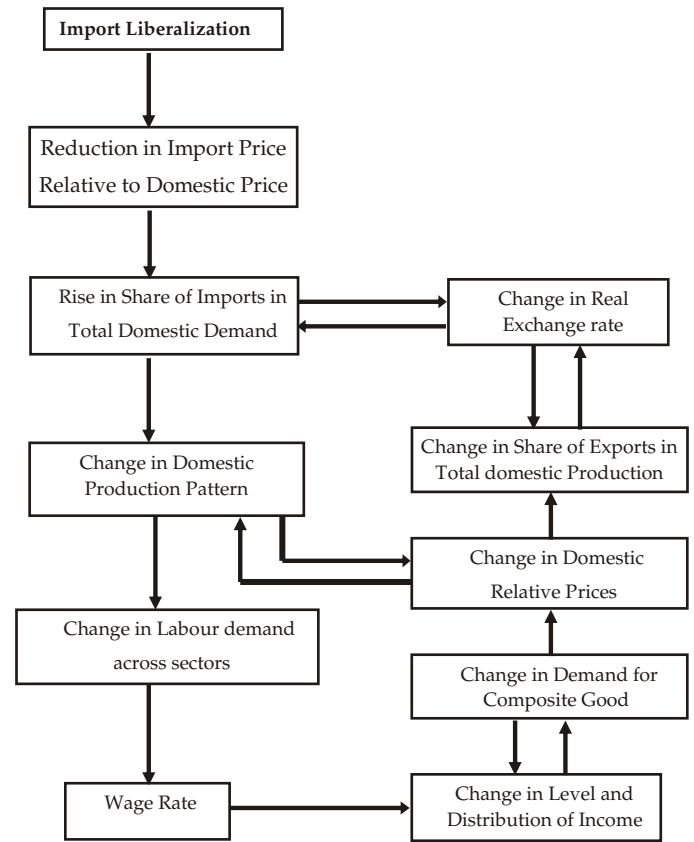 Import Liberalization
Reduction in Import Price
Relative to Domestic Price
Rise in Share of Imports in
Total Domestic Demand
Change in Real
Exchange rate
Change in Share of Exports in
Total domestic Production
Change in Domestic
Production Pattern
Change in Domestic
Relative Prices
Change in Labour demand
across sectors
Change in Demand for
Composite Good
Wage Rate
Change in Level and
Distribution of Income